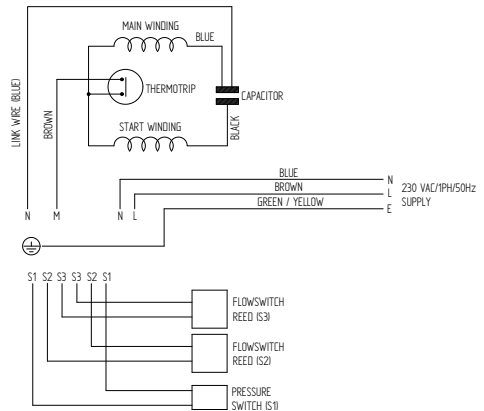 MAIN WINDING
BLUE
THERMOTRIP
CAPACITOR
START WINDING
BLACK
LINK WIRE (BLUE)
BROWN
BLUE
BROWN
GREEN / YELLOW
N
L
E
230 VAC/1PH/50Hz
SUPPLY
N M N L
S1 S2 S3 S3 S2 S1
FLOWSWITCH
REED (S3)
FLOWSWITCH
REED (S2)
PRESSURE
SWITCH (S1)